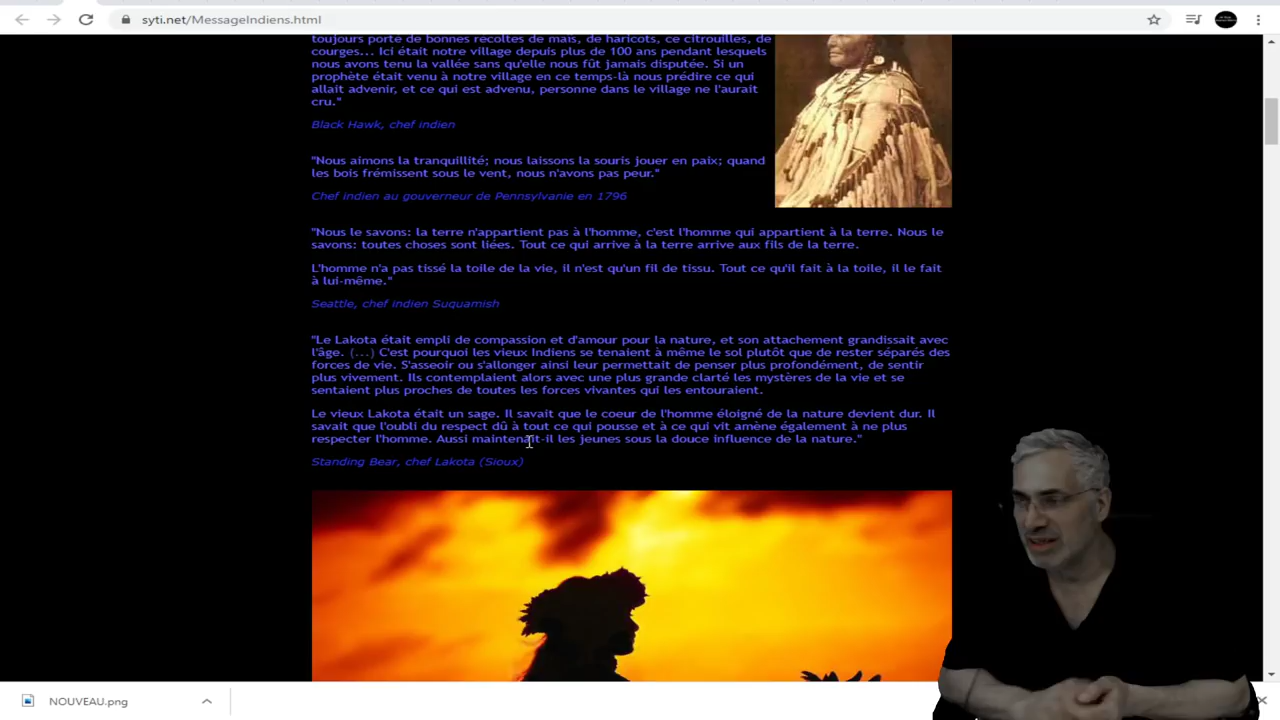 syti.net/MessageIndiens.html
toujours porté de bonnes récoltes de maïs, de haricots, de citrouilles, de
courges... Ici était notre village depuis plus de 100 ans pendant lesquels
nous avons tenu la vallée sans qu'elle nous fût jamais disputée. Si un
prophète était venu à notre village en ce temps-là nous prédire ce qui
allait advenir, et ce qui est advenu, personne dans le village ne l'aurait
cru."
Black Hawk, chef indien
"Nous aimons la tranquillité; nous laissons la souris jouer en paix; quand
les bois frémissent sous le vent, nous n'avons pas peur."
Chef indien au gouverneur de Pennsylvanie en 1796
"Nous le savons: la terre n'appartient pas à l'homme, c'est l'homme qui appartient à la terre. Nous le
savons: toutes choses sont liées. Tout ce qui arrive à la terre arrive aux fils de la terre.
L'homme n'a pas tissé la toile de la vie, il n'est qu'un fil de tissu. Tout ce qu'il fait à la toile, il le fait
à lui-même."
Seattle, chef indien Suquamish
"Le Lakota était empli de compassion et d'amour pour la nature, et son attachement grandissait avec
l'âge. (...) C'est pourquoi les vieux Indiens se tenaient à même le sol plutôt que de rester séparés des
forces de vie. S'asseoir ou s'allonger ainsi leur permettait de penser plus profondément, de sentir
plus vivement. Ils contemplaient alors avec une plus grande clarté les mystères de la vie et se
sentaient plus proches de toutes les forces vivantes qui les entouraient.
Le vieux Lakota était un sage. Il savait que le coeur de l'homme éloigné de la nature devient dur. Il
savait que l'oubli du respect dû à tout ce qui pousse et à ce qui vit amène également à ne plus
respecter l'homme. Aussi maintenait-il les jeunes sous la douce influence de la nature."
Standing Bear, chef Lakota (Sioux)
NOUVEAU.png